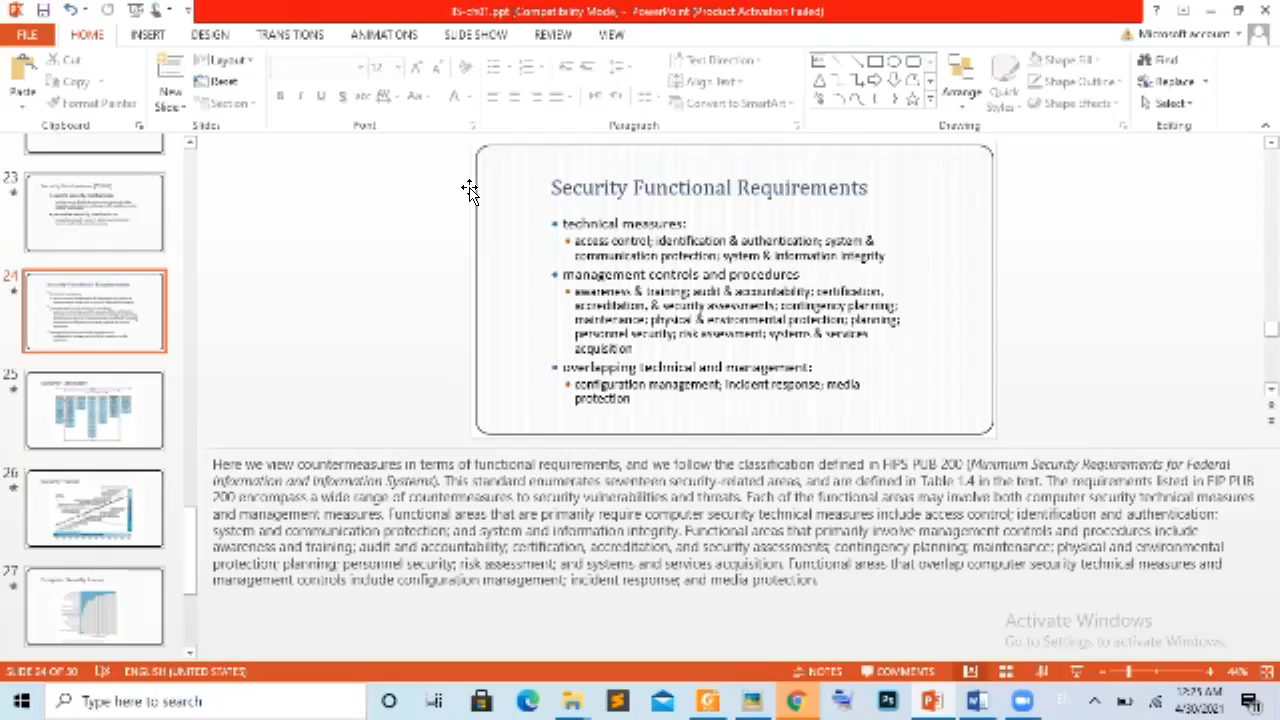 IS-ch01.ppt [Compatibility Mode] - PowerPoint (Product Activation Failed)
FILE HOME INSERT DESIGN TRANSITIONS ANIMATIONS SLIDE SHOW REVIEW VIEW Microsoft account
Cut
Copy
Format Painter
Paste
Clipboard
New
Slide
Layout
Reset
Section
Slides
12
B I U S abc AV Aa A
Font
Text Direction
Align Text
Convert to SmartArt
Paragraph
Arrange
Quick
Styles
Shape Fill
Shape Outline
Shape Effects
Drawing
Find
Replace
Select
Editing
23
24
Security Functional Requirements
25
26
27
Security Functional Requirements
• technical measures:
• access control; identification & authentication; system &
communication protection; system & information integrity
• management controls and procedures
• awareness & training; audit & accountability; certification,
accreditation, & security assessments; contingency planning;
maintenance; physical & environmental protection; planning;
personnel security; risk assessment; systems & services
acquisition
• overlapping technical and management:
• configuration management; incident response; media
protection
Here we view countermeasures in terms of functional requirements, and we follow the classification defined in FIPS PUB 200 (Minimum Security Requirements for Federal
Information and Information Systems). This standard enumerates seventeen security-related areas, and are defined in Table 1.4 in the text. The requirements listed in FIP PUB
200 encompass a wide range of countermeasures to security vulnerabilities and threats. Each of the functional areas may involve both computer security technical measures
and management measures. Functional areas that are primarily require computer security technical measures include access control; identification and authentication;
system and communication protection; and system and information integrity. Functional areas that primarily involve management controls and procedures include
awareness and training; audit and accountability; certification, accreditation, and security assessments; contingency planning; maintenance; physical and environmental
protection; planning; personnel security; risk assessment; and systems and services acquisition. Functional areas that overlap computer security technical measures and
management controls include configuration management; incident response; and media protection.
Activate Windows
Go to Settings to activate Windows.
SLIDE 24 OF 30 ENGLISH (UNITED STATES) NOTES COMMENTS 44%
Type here to search
12:25 AM
4/30/2021